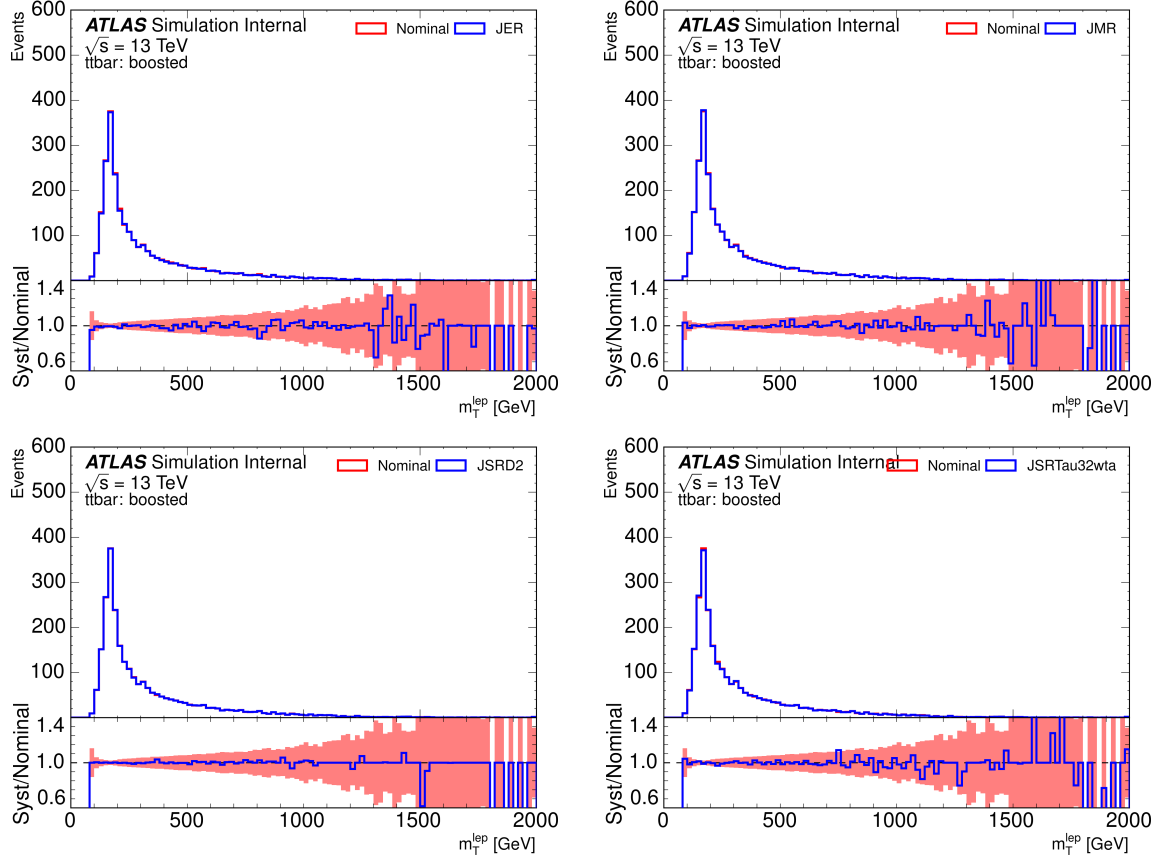 Events
600
500
400
300
200
100
ATLAS Simulation Internal
√s = 13 TeV
ttbar: boosted
Nominal JER
Syst/Nominal
1.4
1.0
0.6
0 500 1000 1500 2000
m_T^lep [GeV]
Events
600
500
400
300
200
100
ATLAS Simulation Internal
√s = 13 TeV
ttbar: boosted
Nominal JMR
Syst/Nominal
1.4
1.0
0.6
0 500 1000 1500 2000
m_T^lep [GeV]
Events
600
500
400
300
200
100
ATLAS Simulation Internal
√s = 13 TeV
ttbar: boosted
Nominal JSRD2
Syst/Nominal
1.4
1.0
0.6
0 500 1000 1500 2000
m_T^lep [GeV]
Events
600
500
400
300
200
100
ATLAS Simulation Internal
√s = 13 TeV
ttbar: boosted
Nominal JSRTau32wta
Syst/Nominal
1.4
1.0
0.6
0 500 1000 1500 2000
m_T^lep [GeV]